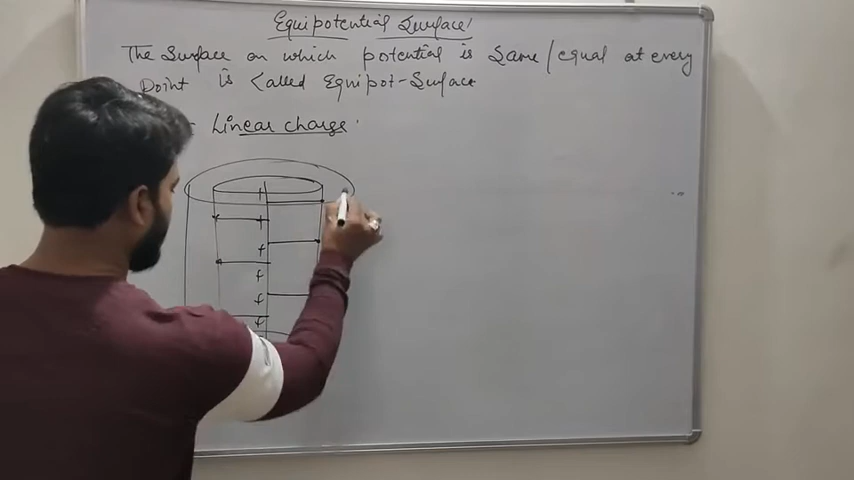 Equipotential Surface
The Surface on which potential is Same/equal at every
Point is Called Equipot-Surface
Linear charge
+
+
+
+
+
+